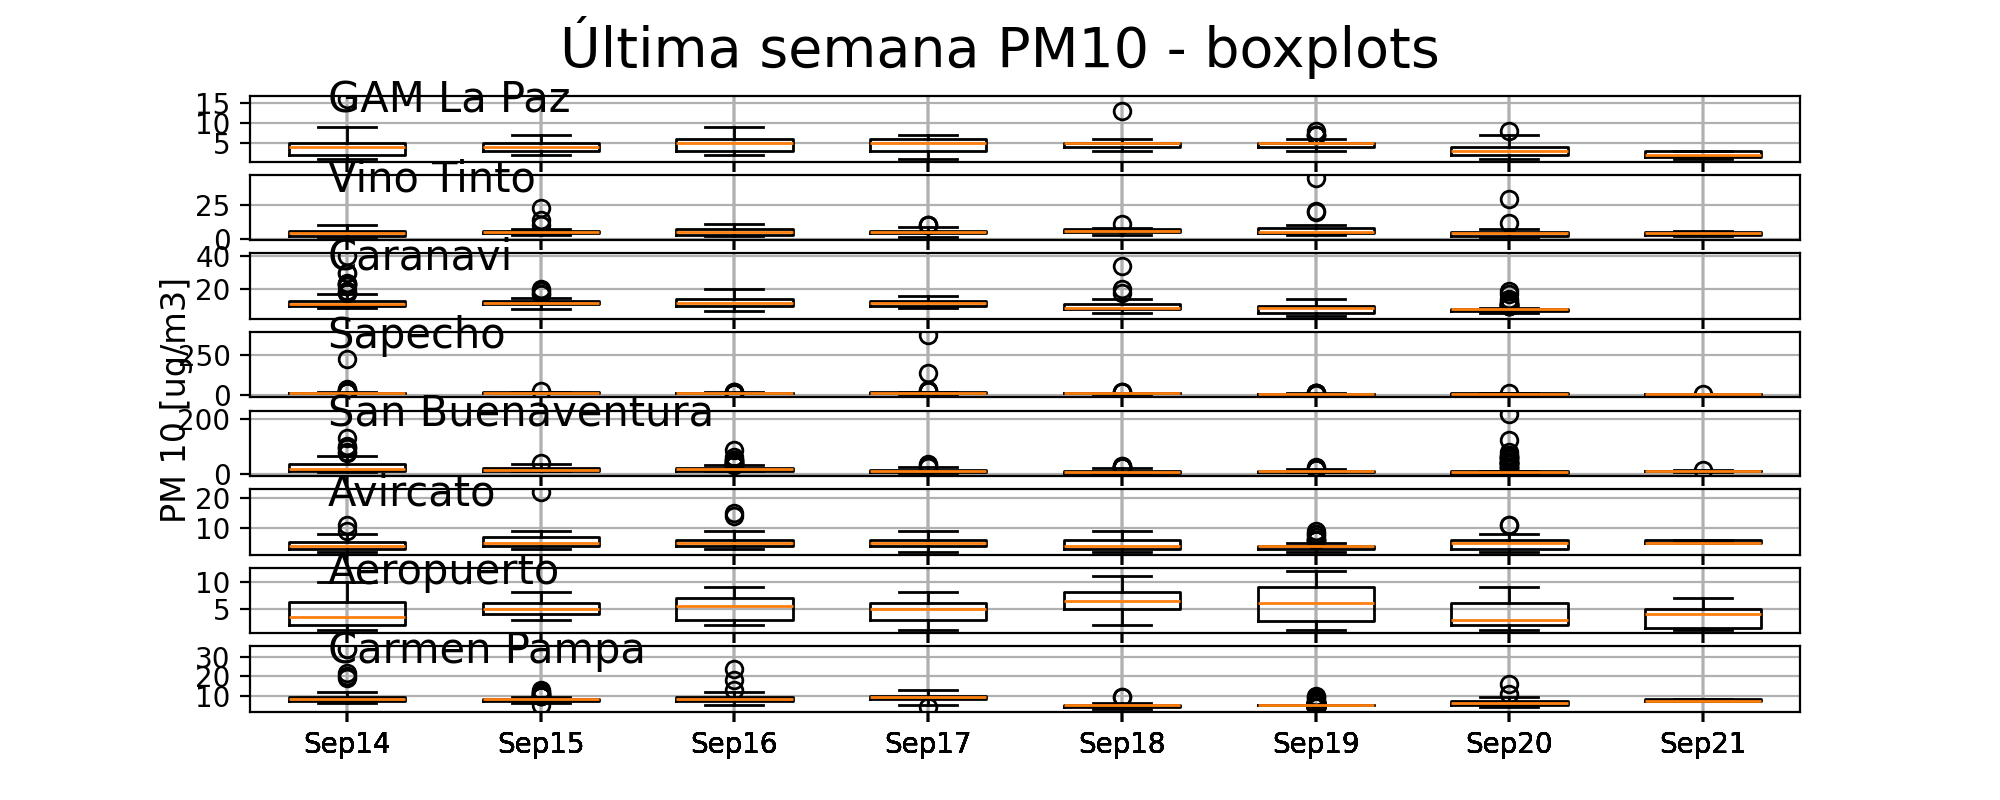 Última semana PM10 - boxplots
PM 10 [ug/m3]
GAM La Paz
15
10
5
Vino Tinto
25
0
Caranavi
40
20
Sapecho
250
0
San Buenaventura
200
0
Avircato
20
10
Aeropuerto
10
5
Carmen Pampa
30
20
10
Sep14 Sep15 Sep16 Sep17 Sep18 Sep19 Sep20 Sep21